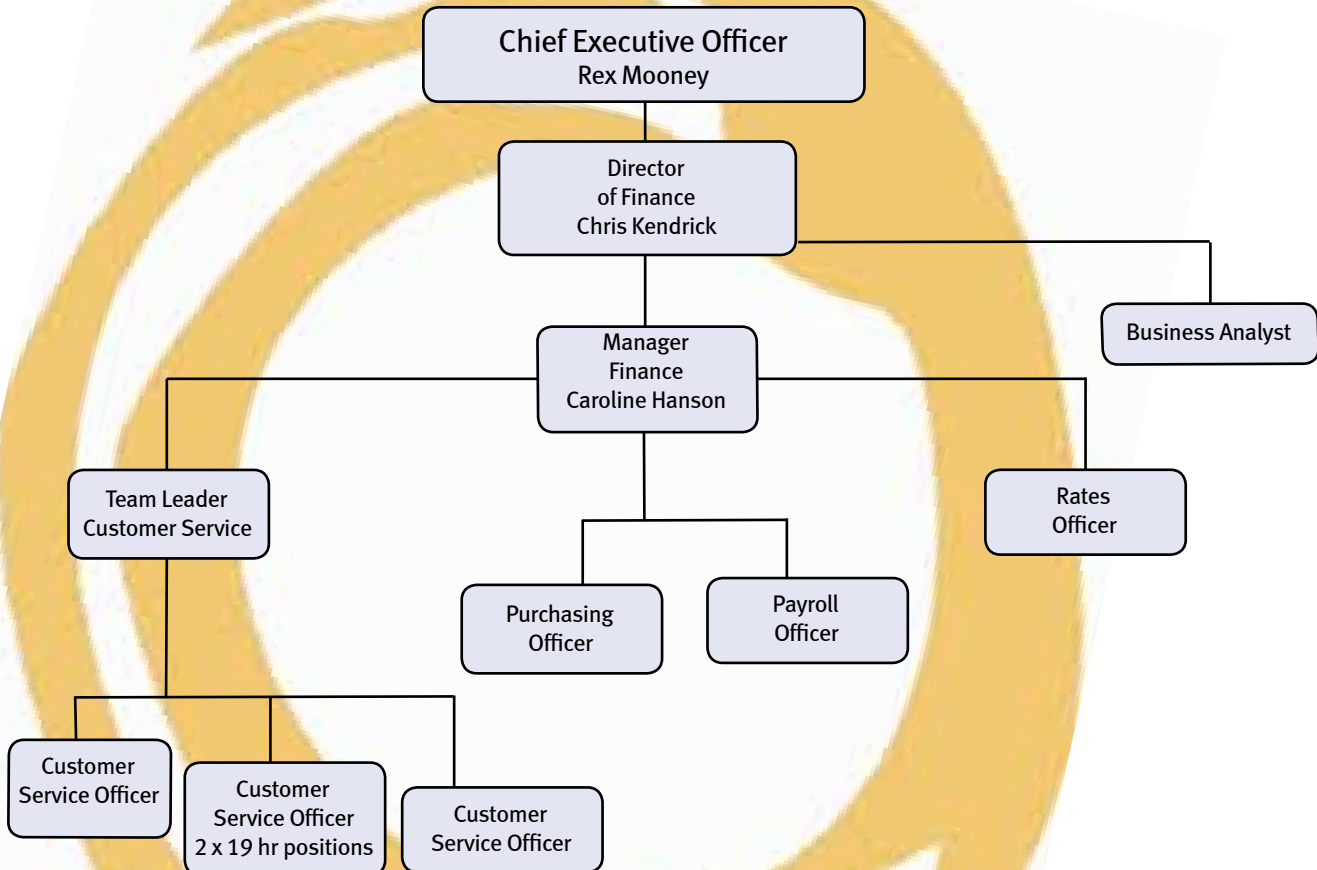 Chief Executive Officer
Rex Mooney
Director
of Finance
Chris Kendrick
Business Analyst
Manager
Finance
Caroline Hanson
Team Leader
Customer Service
Rates
Officer
Purchasing
Officer
Payroll
Officer
Customer
Service Officer
Customer
Service Officer
2 x 19 hr positions
Customer
Service Officer